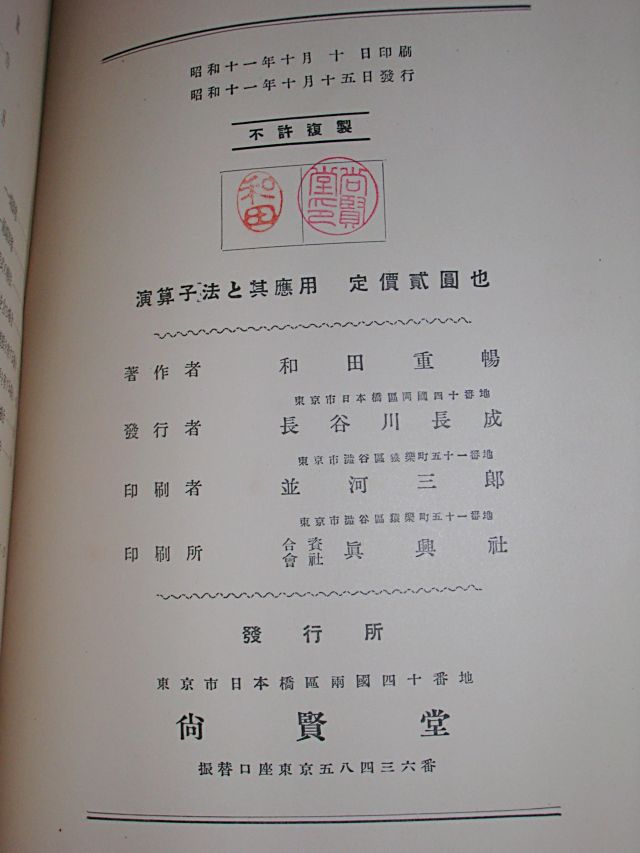 昭和十一年十月 十 日印刷
昭和十一年十月十五日發行
不許複製
和田
尚賢堂印
演算子法と其應用 定價貳圓也
著作者 和田重暢
東京市日本橋區兩國四十番地
發行者 長谷川長成
東京市澁谷區猿樂町五十一番地
印刷者 並河三郎
東京市澁谷區猿樂町五十一番地
印刷所 合資會社 眞興社
發行所
東京市日本橋區兩國四十番地
尙賢堂
振替口座東京五八四三六番